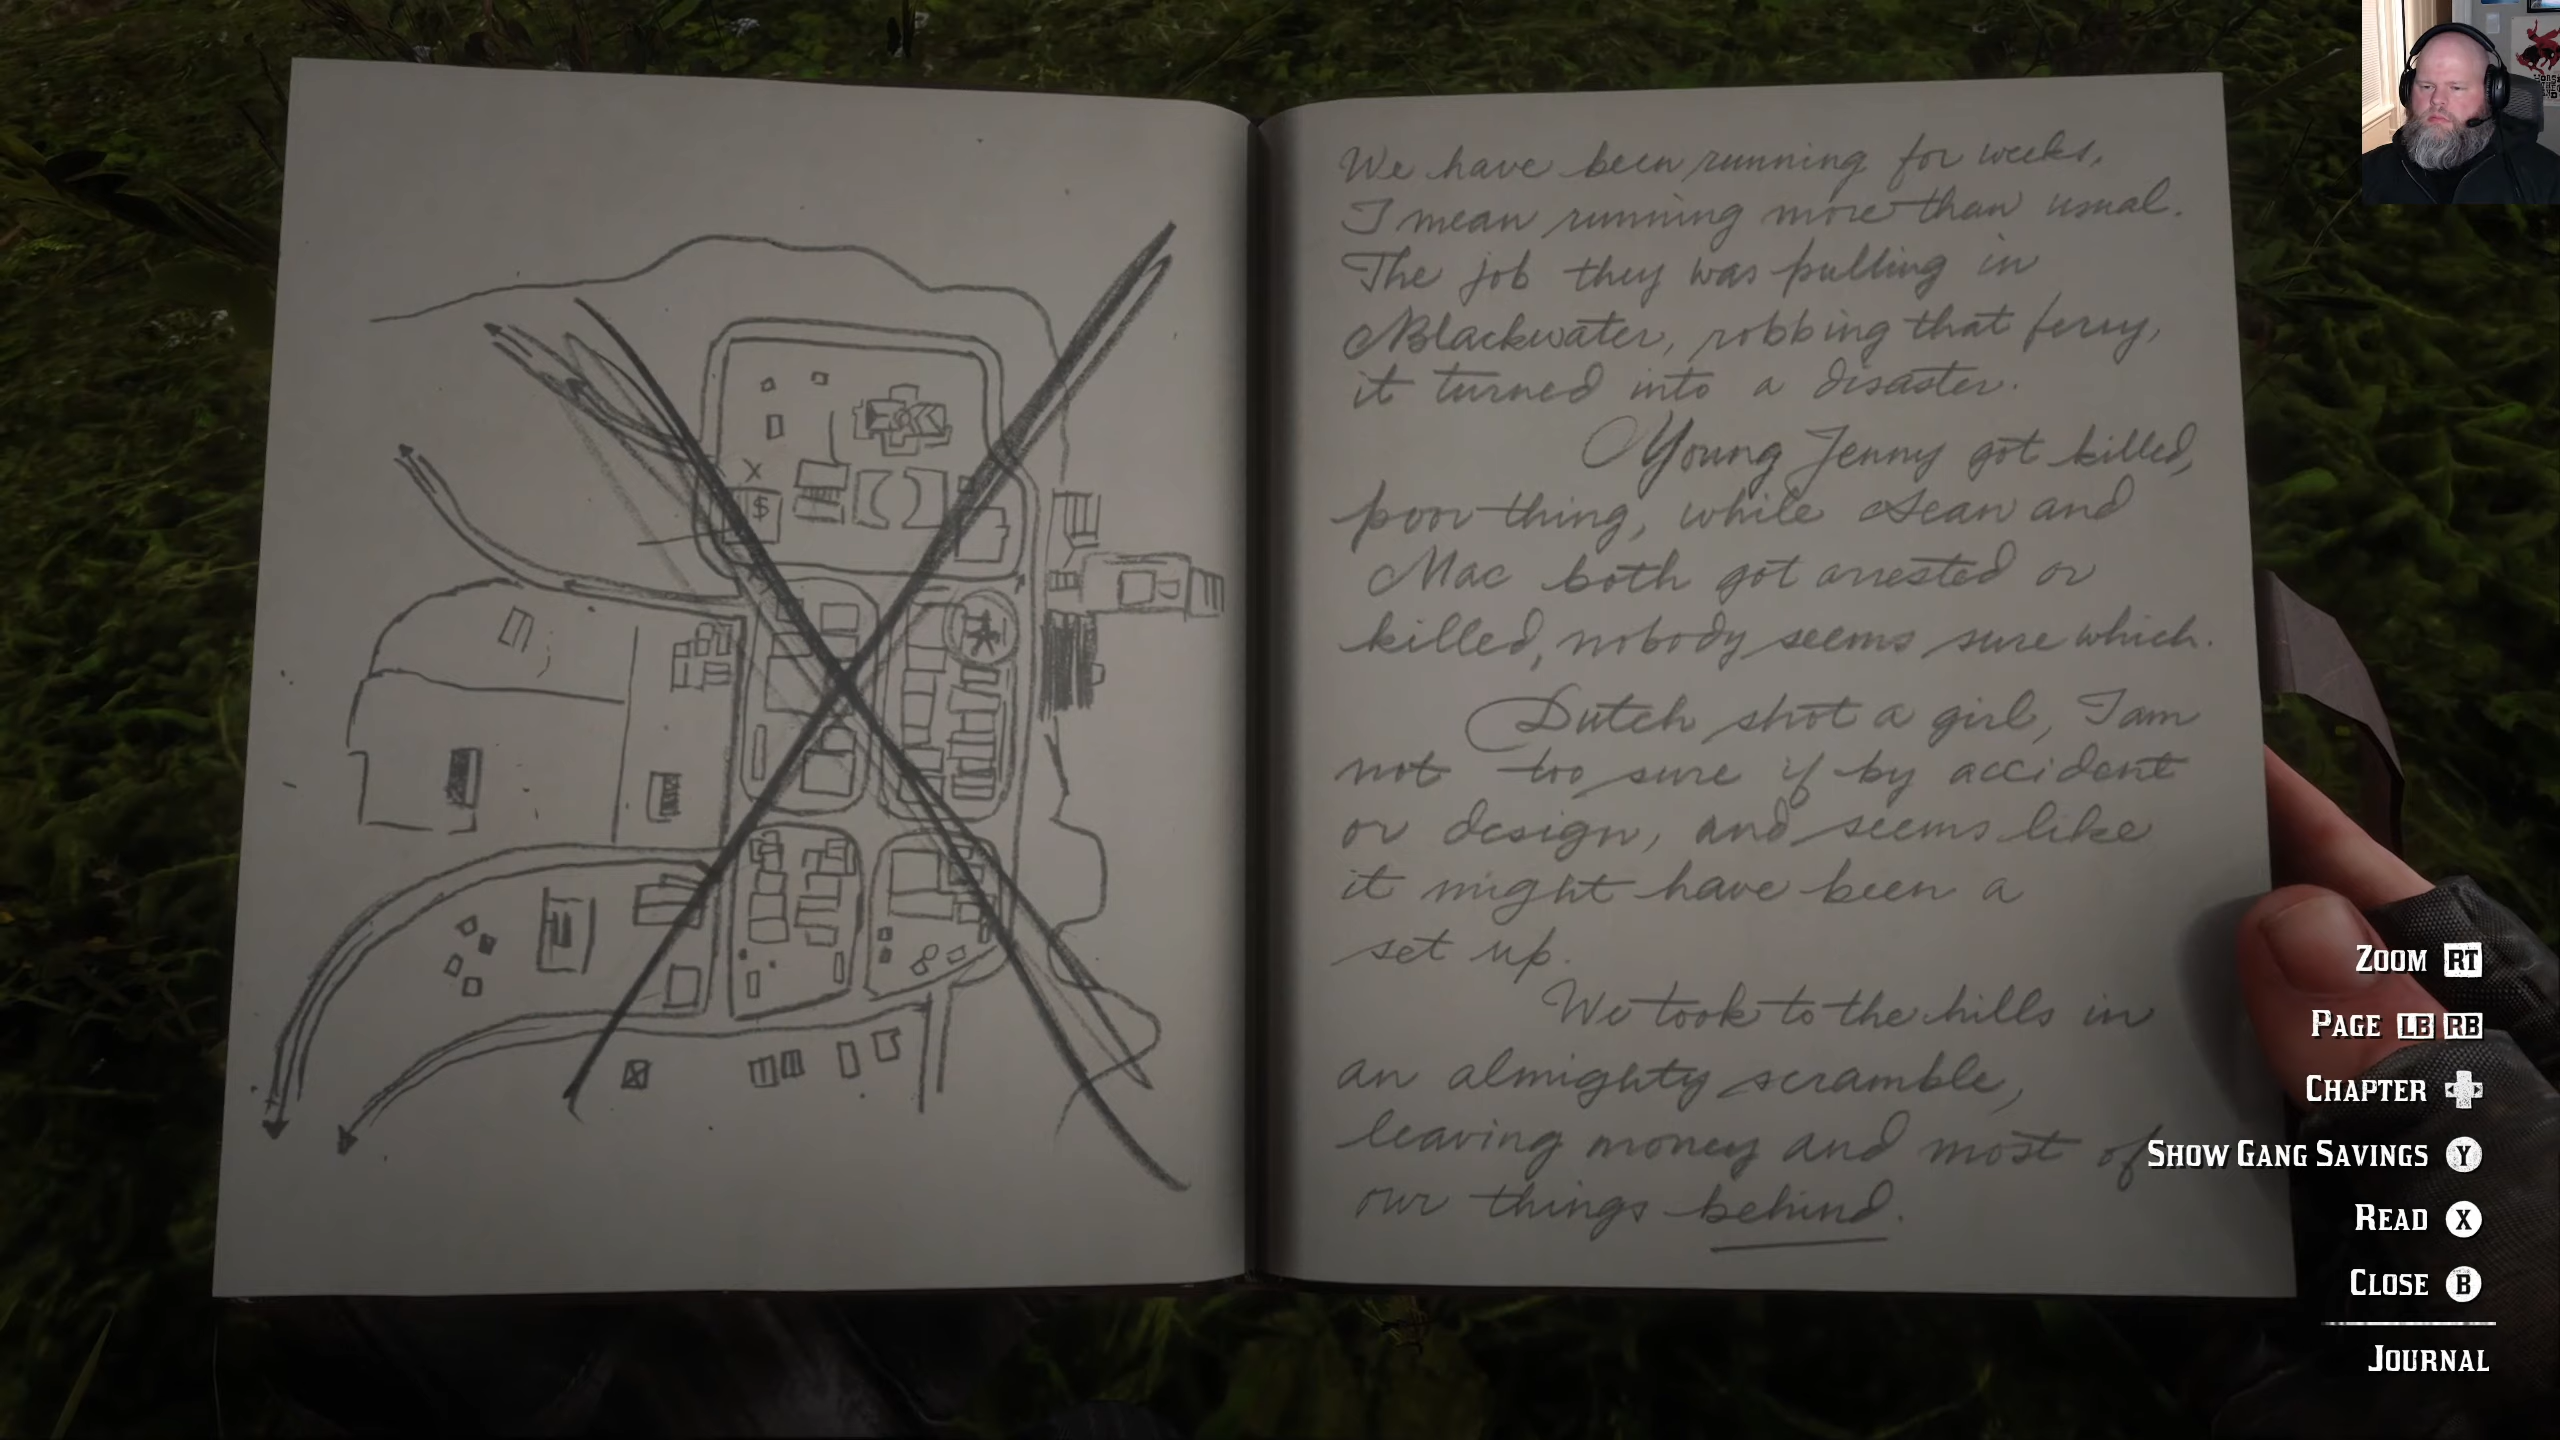 We have been running for weeks,
I mean running more than usual.
The job they was pulling in
Blackwater, robbing that ferry,
it turned into a disaster.
Young Jenny got killed,
poor thing, while Sean and
Mac both got arrested or
killed, nobody seems sure which.
Dutch shot a girl, I am
not too sure if by accident
or design, and seems like
it might have been a
set up.
We took to the hills in
an almighty scramble,
leaving money and most of
our things behind.
X
$
ZOOM RT
PAGE LB RB
CHAPTER
SHOW GANG SAVINGS Y
READ X
CLOSE B
JOURNAL